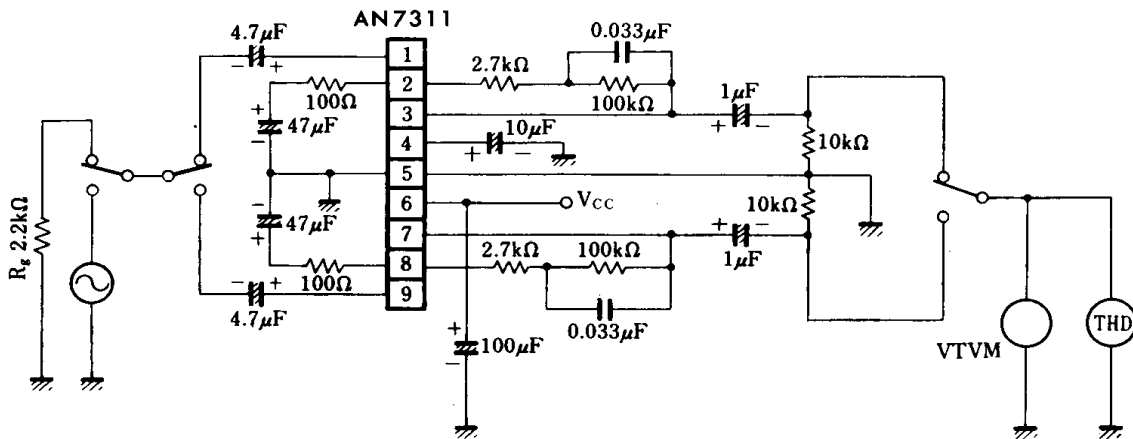 AN7311
4.7μF
- +
1
2
3
4
5
6
7
8
9
100Ω
+
47μF
-
-
47μF
+
100Ω
- +
4.7μF
Rg 2.2kΩ
2.7kΩ
0.033μF
100kΩ
1μF
+ -
10μF
+ -
10kΩ
VCC
10kΩ
2.7kΩ
100kΩ
+ -
1μF
0.033μF
+
100μF
-
VTVM
THD